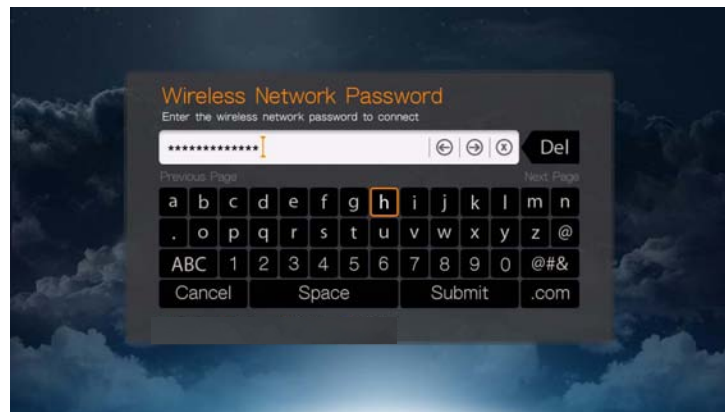 Wireless Network Password
Enter the wireless network password to connect
************* Del
Previous Page Next Page
a b c d e f g h i j k l m n
. o p q r s t u v w x y z @
ABC 1 2 3 4 5 6 7 8 9 0 @#&
Cancel Space Submit .com